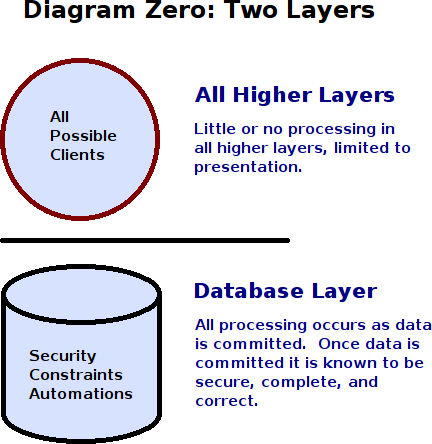 Diagram Zero: Two Layers
All
Possible
Clients
All Higher Layers
Little or no processing in
all higher layers, limited to
presentation.
Security
Constraints
Automations
Database Layer
All processing occurs as data
is committed.  Once data is
committed it is known to be
secure, complete, and
correct.